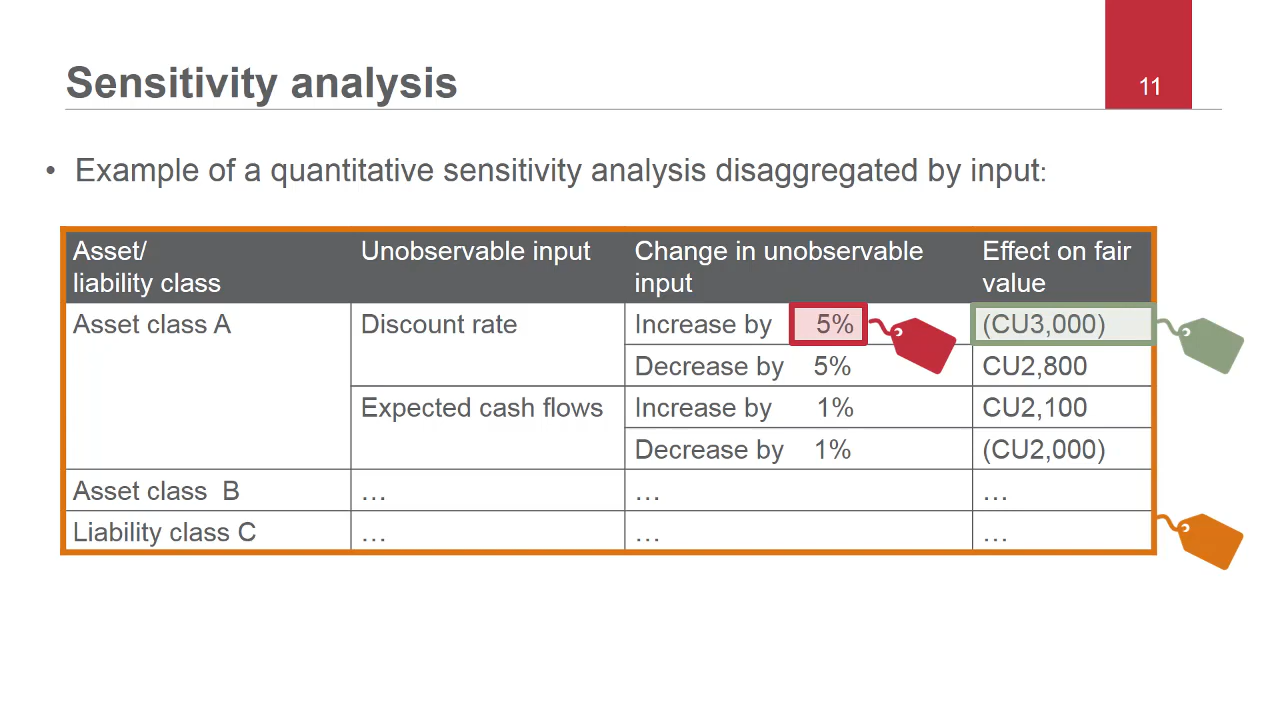 Sensitivity analysis
11
• Example of a quantitative sensitivity analysis disaggregated by input:
Asset/ Unobservable input Change in unobservable Effect on fair
liability class input value
Asset class A Discount rate Increase by 5% (CU3,000)
Decrease by 5% CU2,800
Expected cash flows Increase by 1% CU2,100
Decrease by 1% (CU2,000)
Asset class B … … …
Liability class C … … …